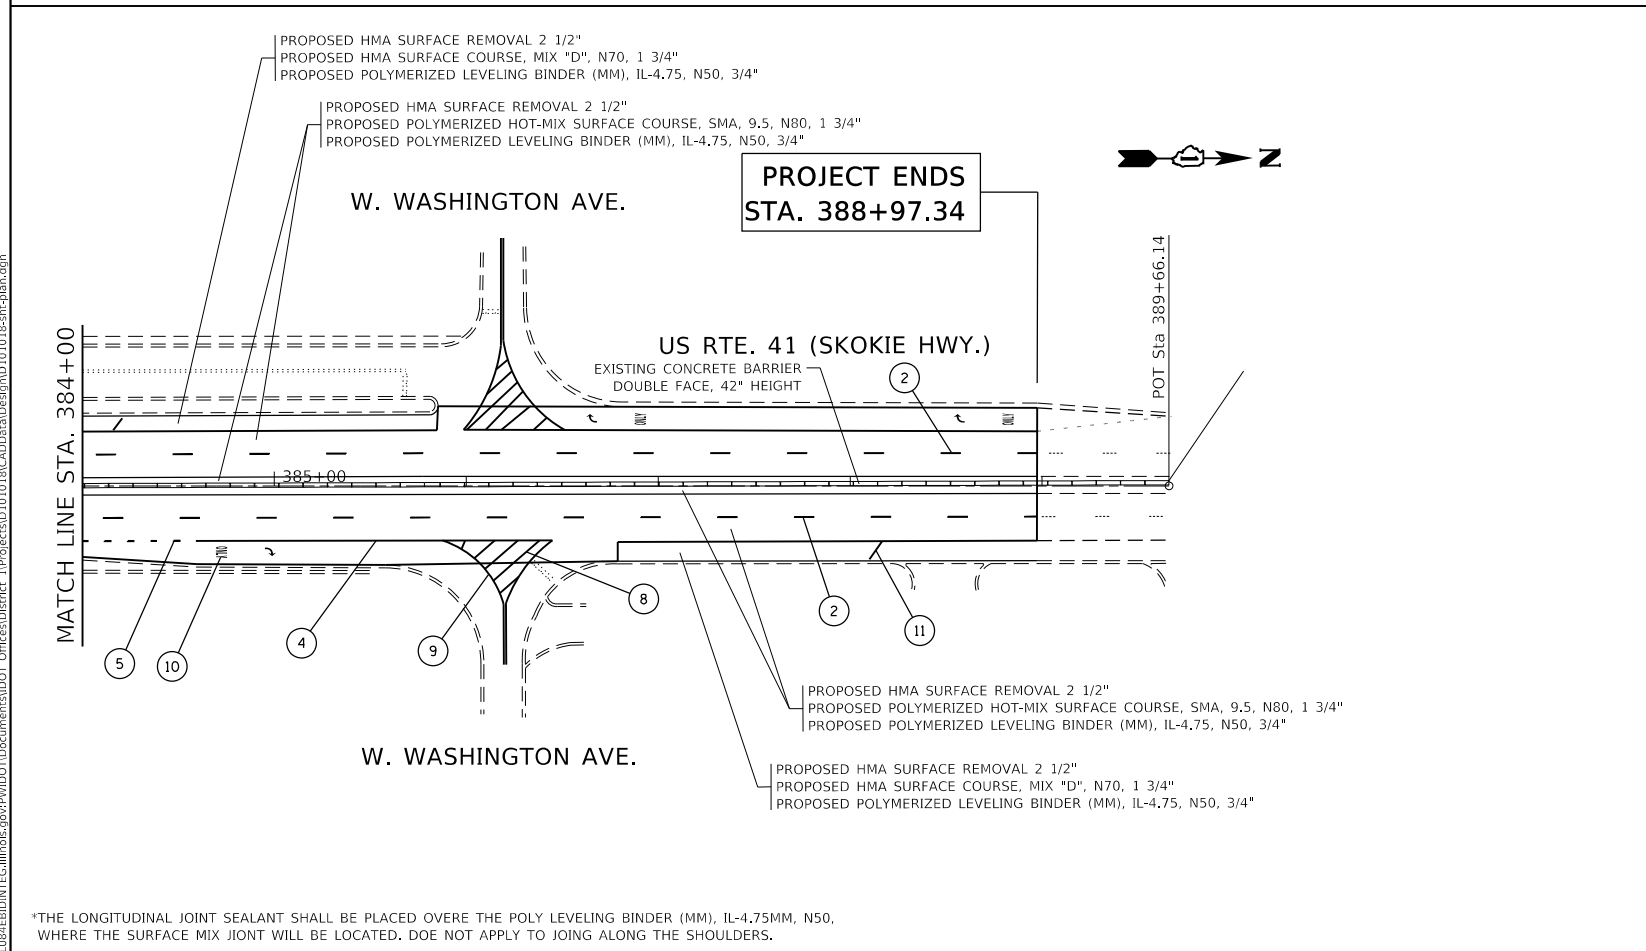 PROPOSED HMA SURFACE REMOVAL 2 1/2"
PROPOSED HMA SURFACE COURSE, MIX "D", N70, 1 3/4"
PROPOSED POLYMERIZED LEVELING BINDER (MM), IL-4.75, N50, 3/4"
PROPOSED HMA SURFACE REMOVAL 2 1/2"
PROPOSED POLYMERIZED HOT-MIX SURFACE COURSE, SMA, 9.5, N80, 1 3/4"
PROPOSED POLYMERIZED LEVELING BINDER (MM), IL-4.75, N50, 3/4"
PROJECT ENDS
STA. 388+97.34
N
W. WASHINGTON AVE.
POT Sta 389+66.14
MATCH LINE STA. 384+00
US RTE. 41 (SKOKIE HWY.)
EXISTING CONCRETE BARRIER
DOUBLE FACE, 42" HEIGHT
2
ONLY
ONLY
385+00
ONLY
5
10
4
9
8
2
11
PROPOSED HMA SURFACE REMOVAL 2 1/2"
PROPOSED POLYMERIZED HOT-MIX SURFACE COURSE, SMA, 9.5, N80, 1 3/4"
PROPOSED POLYMERIZED LEVELING BINDER (MM), IL-4.75, N50, 3/4"
W. WASHINGTON AVE.
PROPOSED HMA SURFACE REMOVAL 2 1/2"
PROPOSED HMA SURFACE COURSE, MIX "D", N70, 1 3/4"
PROPOSED POLYMERIZED LEVELING BINDER (MM), IL-4.75, N50, 3/4"
*THE LONGITUDINAL JOINT SEALANT SHALL BE PLACED OVERE THE POLY LEVELING BINDER (MM), IL-4.75MM, N50,
WHERE THE SURFACE MIX JIONT WILL BE LOCATED. DOE NOT APPLY TO JOING ALONG THE SHOULDERS.